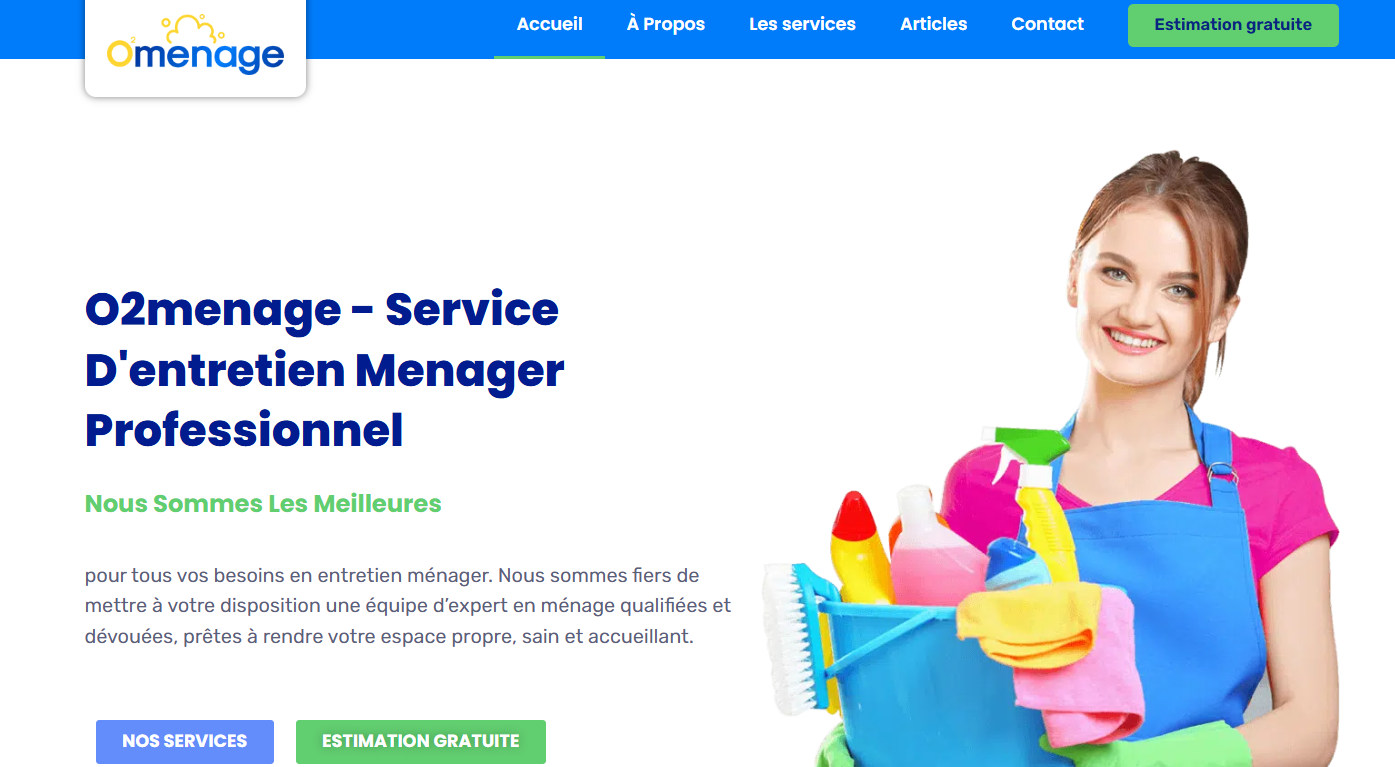 O2menage
Accueil
À Propos
Les services
Articles
Contact
Estimation gratuite
O2menage - Service
D'entretien Menager
Professionnel
Nous Sommes Les Meilleures
pour tous vos besoins en entretien ménager. Nous sommes fiers de
mettre à votre disposition une équipe d’expert en ménage qualifiées et
dévouées, prêtes à rendre votre espace propre, sain et accueillant.
NOS SERVICES
ESTIMATION GRATUITE